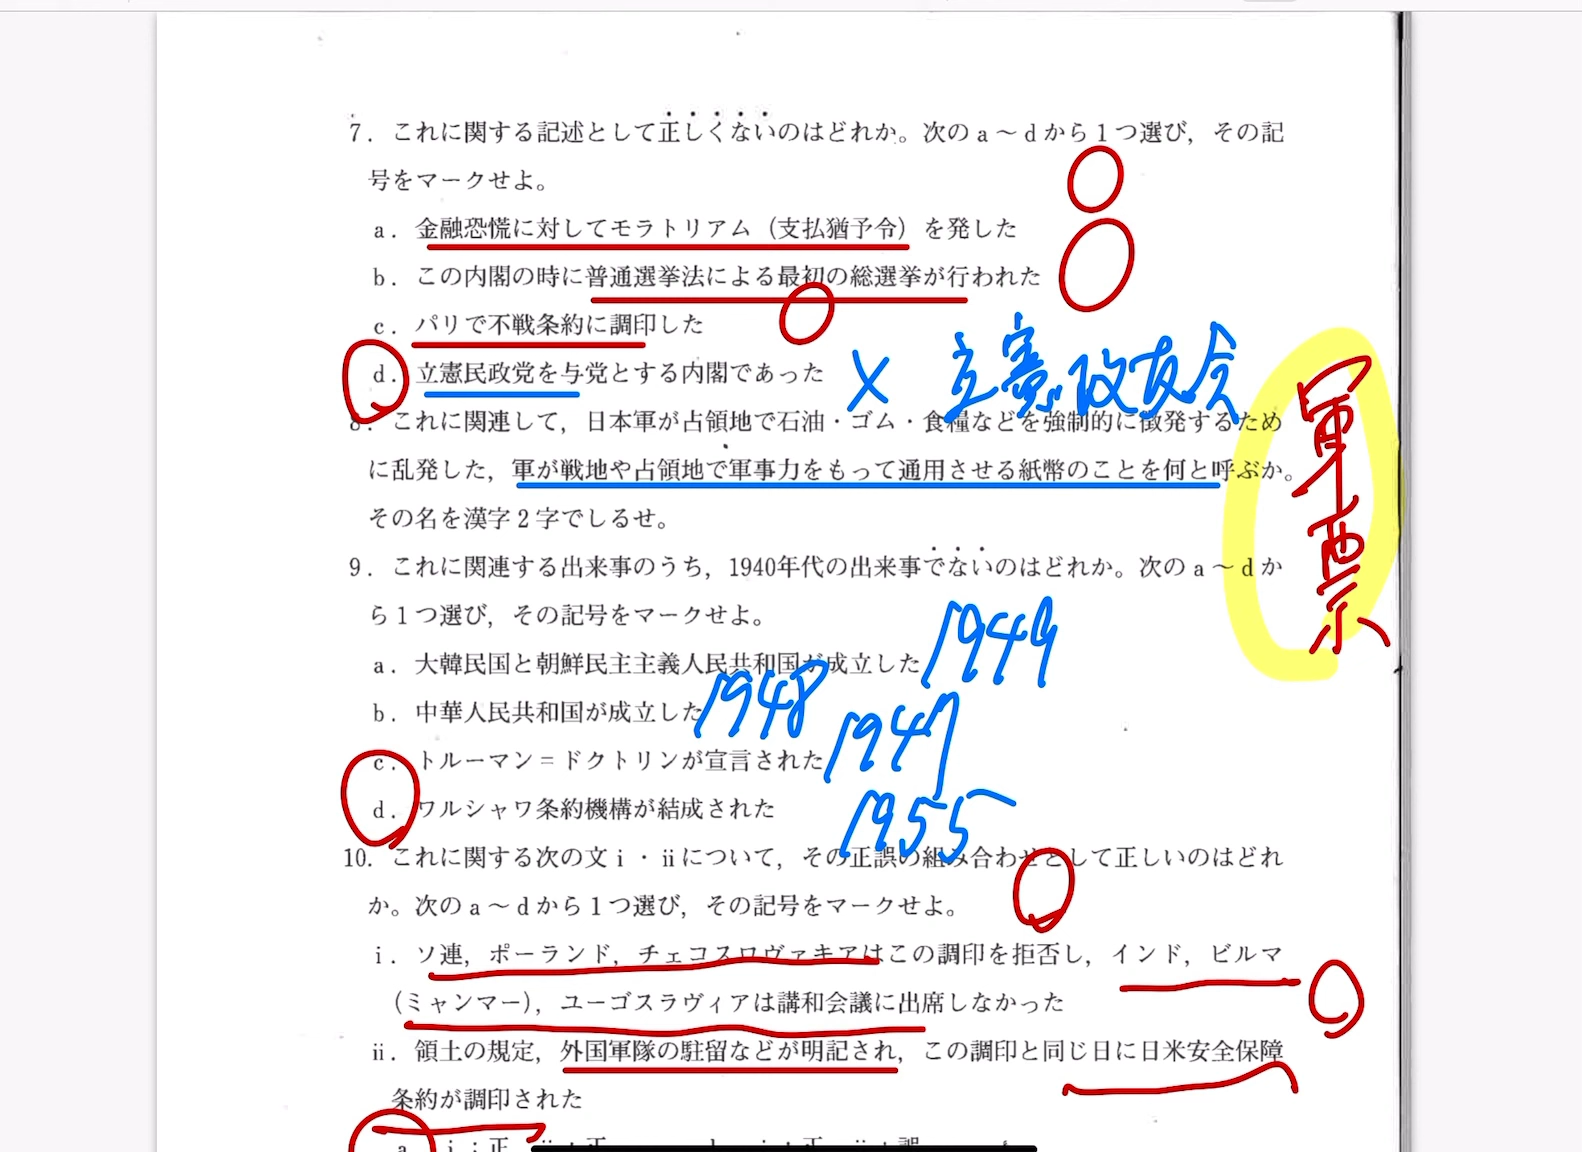 7．これに関する記述として正しくないのはどれか。次のa～dから1つ選び，その記
号をマークせよ。
a．金融恐慌に対してモラトリアム（支払猶予令）を発した
b．この内閣の時に普通選挙法による最初の総選挙が行われた
c．パリで不戦条約に調印した
d．立憲民政党を与党とする内閣であった
× 立憲政友会
8．これに関連して，日本軍が占領地で石油・ゴム・食糧などを強制的に徴発するため
に乱発した，軍が戦地や占領地で軍事力をもって通用させる紙幣のことを何と呼ぶか。
その名を漢字2字でしるせ。
軍票
9．これに関連する出来事のうち，1940年代の出来事でないのはどれか。次のa～dか
ら1つ選び，その記号をマークせよ。
a．大韓民国と朝鮮民主主義人民共和国が成立した
1949
b．中華人民共和国が成立した
1948
c．トルーマン＝ドクトリンが宣言された
1947
d．ワルシャワ条約機構が結成された
1955
10．これに関する次の文ⅰ・ⅱについて，その正誤の組み合わせとして正しいのはどれ
か。次のa～dから1つ選び，その記号をマークせよ。
ⅰ．ソ連，ポーランド，チェコスロヴァキアはこの調印を拒否し，インド，ビルマ
（ミャンマー），ユーゴスラヴィアは講和会議に出席しなかった
ⅱ．領土の規定，外国軍隊の駐留などが明記され，この調印と同じ日に日米安全保障
条約が調印された